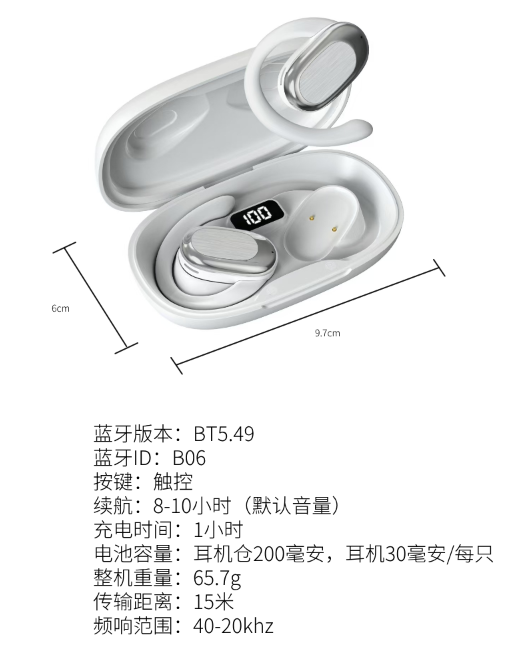 100
6cm
9.7cm
蓝牙版本：BT5.49
蓝牙ID：B06
按键：触控
续航：8-10小时（默认音量）
充电时间：1小时
电池容量：耳机仓200毫安，耳机30毫安/每只
整机重量：65.7g
传输距离：15米
频响范围：40-20khz